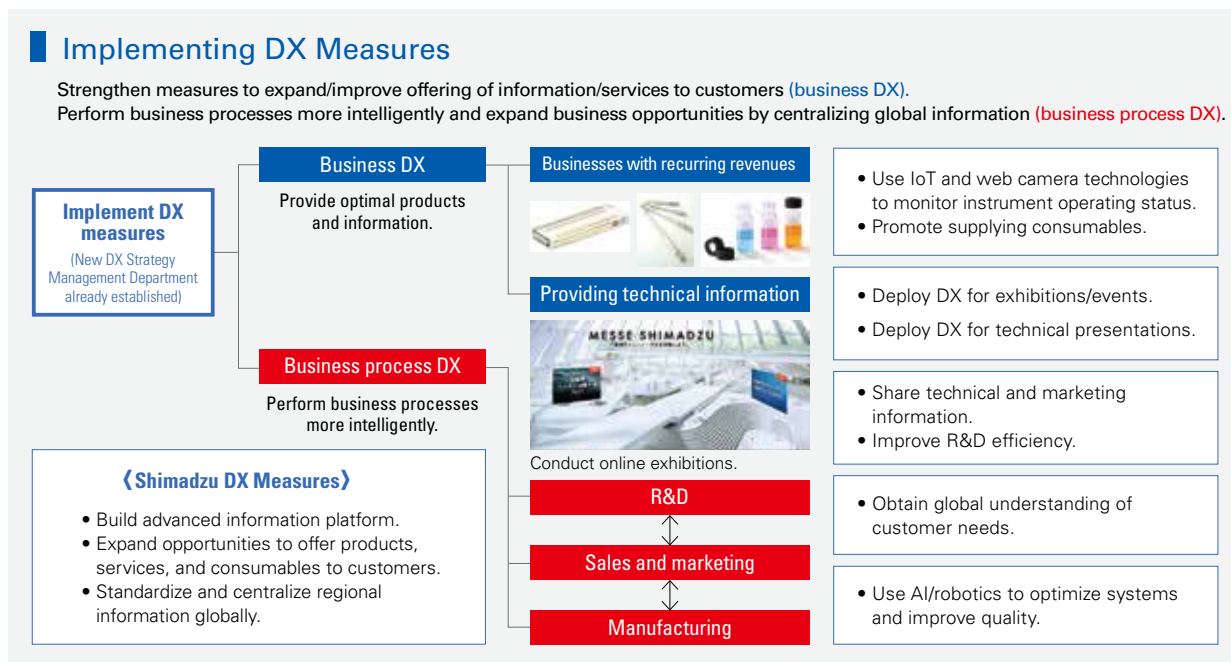 Implementing DX Measures
Strengthen measures to expand/improve offering of information/services to customers (business DX).
Perform business processes more intelligently and expand business opportunities by centralizing global information (business process DX).
Implement DX
measures
(New DX Strategy
Management Department
already established)
Business DX
Provide optimal products
and information.
Businesses with recurring revenues
• Use IoT and web camera technologies
to monitor instrument operating status.
• Promote supplying consumables.
Providing technical information
MESSE SHIMADZU
Conduct online exhibitions.
• Deploy DX for exhibitions/events.
• Deploy DX for technical presentations.
Business process DX
Perform business processes
more intelligently.
R&D
• Share technical and marketing
information.
• Improve R&D efficiency.
Sales and marketing
• Obtain global understanding of
customer needs.
Manufacturing
• Use AI/robotics to optimize systems
and improve quality.
《Shimadzu DX Measures》
• Build advanced information platform.
• Expand opportunities to offer products,
services, and consumables to customers.
• Standardize and centralize regional
information globally.